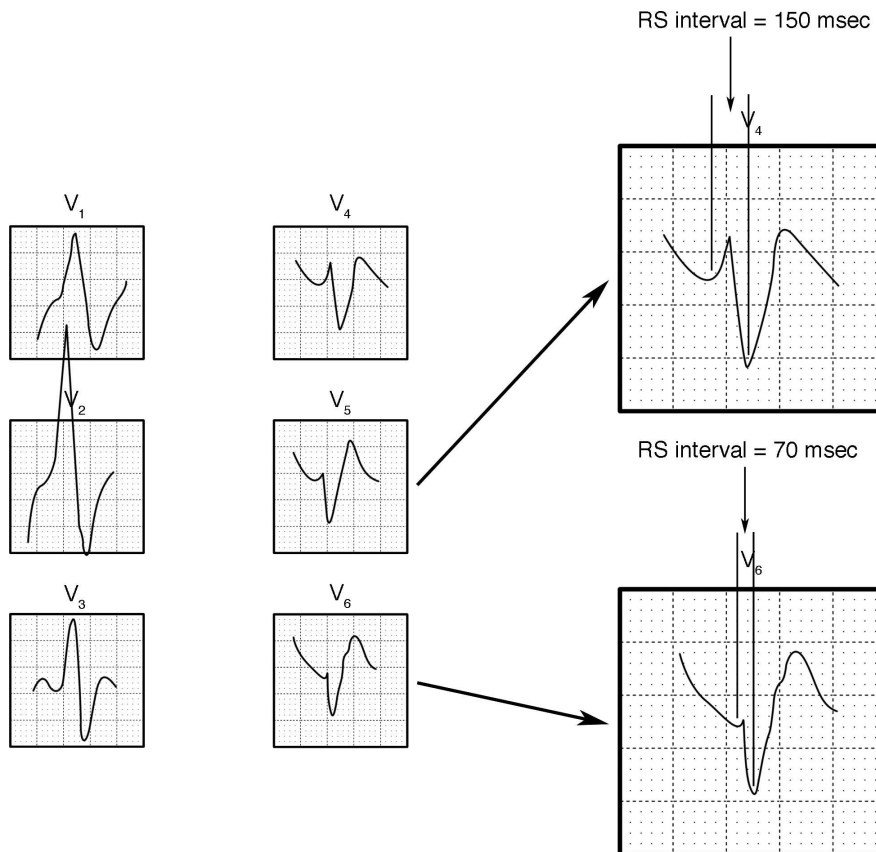 RS interval = 150 msec
V4
V1
V4
V2
V5
RS interval = 70 msec
V6
V3
V6